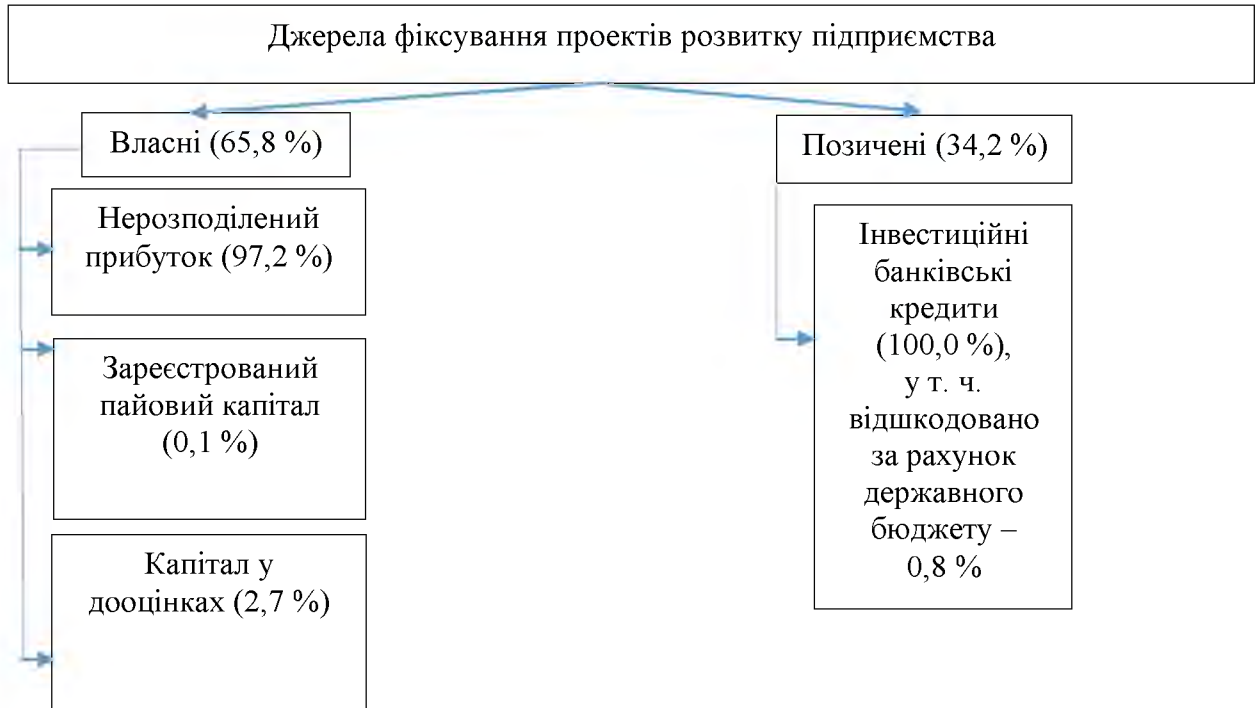 Джерела фіксування проектів розвитку підприємства
Власні (65,8 %)
Нерозподілений
прибуток (97,2 %)
Зареєстрований
пайовий капітал
(0,1 %)
Капітал у
дооцінках (2,7 %)
Позичені (34,2 %)
Інвестиційні
банківські
кредити
(100,0 %),
у т. ч.
відшкодовано
за рахунок
державного
бюджету –
0,8 %